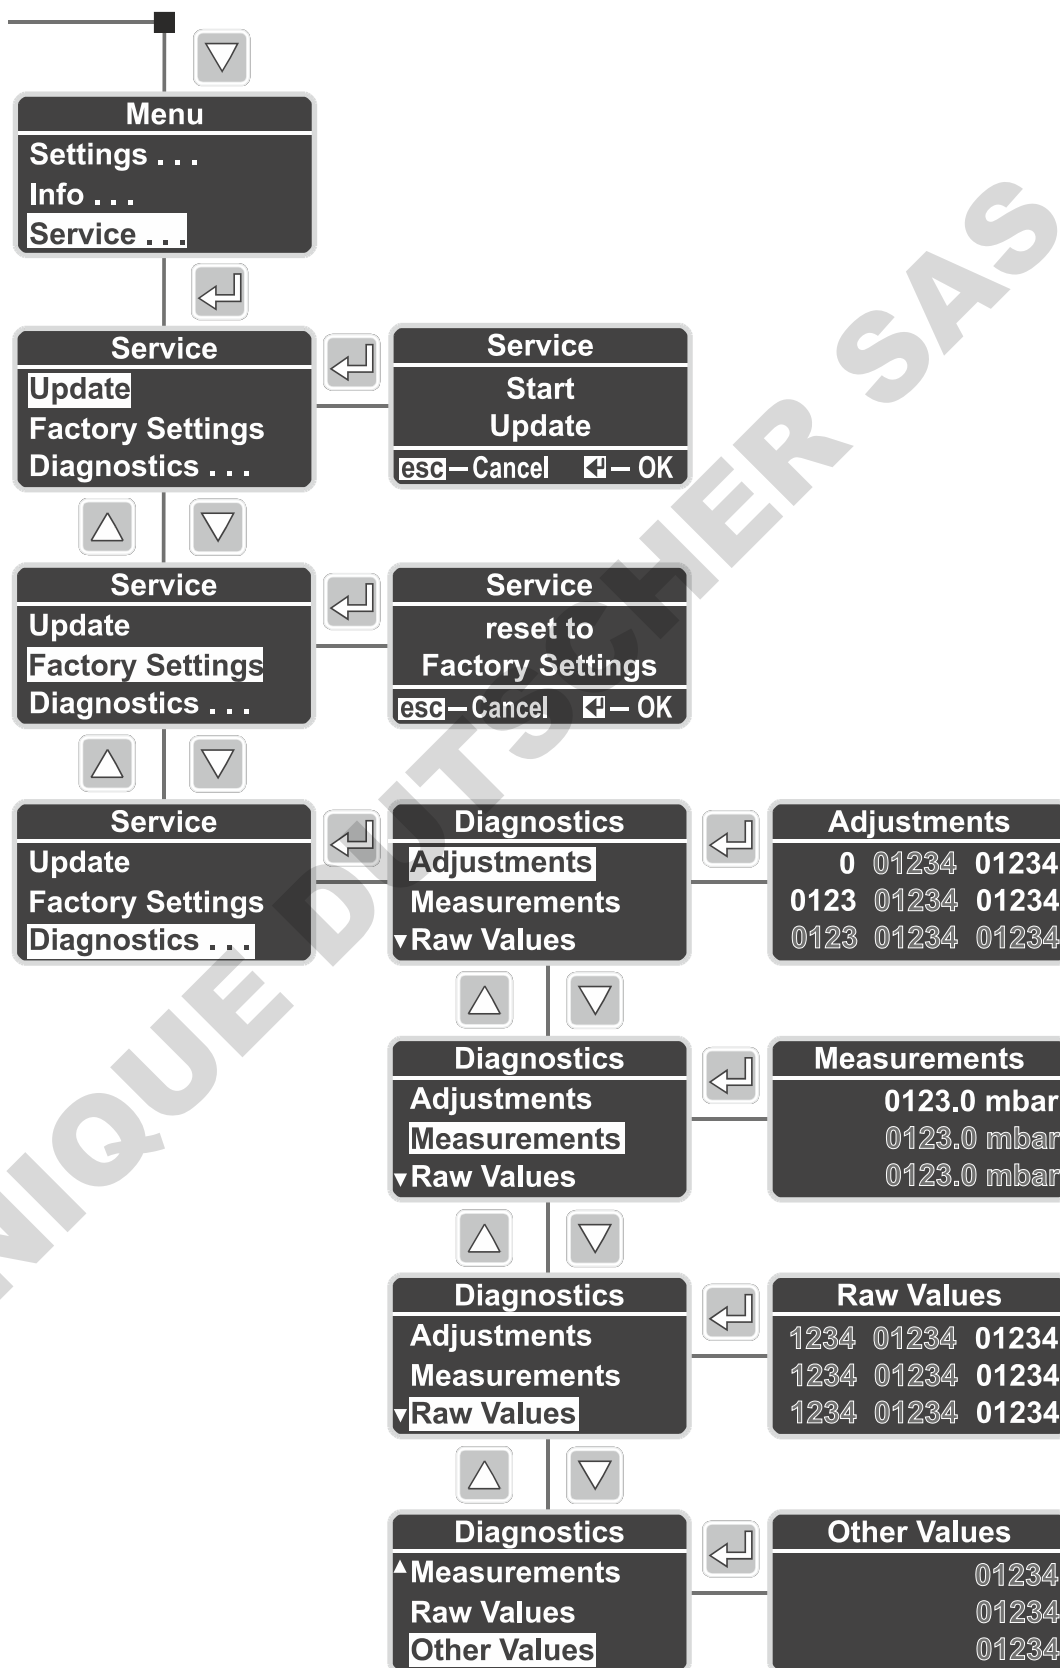 Menu
Settings . . .
Info . . .
Service . . .
Service
Update
Factory Settings
Diagnostics . . .
Service
Start
Update
esc – Cancel – OK
Service
Update
Factory Settings
Diagnostics . . .
Service
reset to
Factory Settings
esc – Cancel – OK
Service
Update
Factory Settings
Diagnostics . . .
Diagnostics
Adjustments
Measurements
▾Raw Values
Adjustments
0 01234 01234
0123 01234 01234
0123 01234 01234
Diagnostics
Adjustments
Measurements
▾Raw Values
Measurements
0123.0 mbar
0123.0 mbar
0123.0 mbar
Diagnostics
Adjustments
Measurements
▾Raw Values
Raw Values
1234 01234 01234
1234 01234 01234
1234 01234 01234
Diagnostics
▴Measurements
Raw Values
Other Values
Other Values
01234
01234
01234
NIQUE DUTSCHER SAS